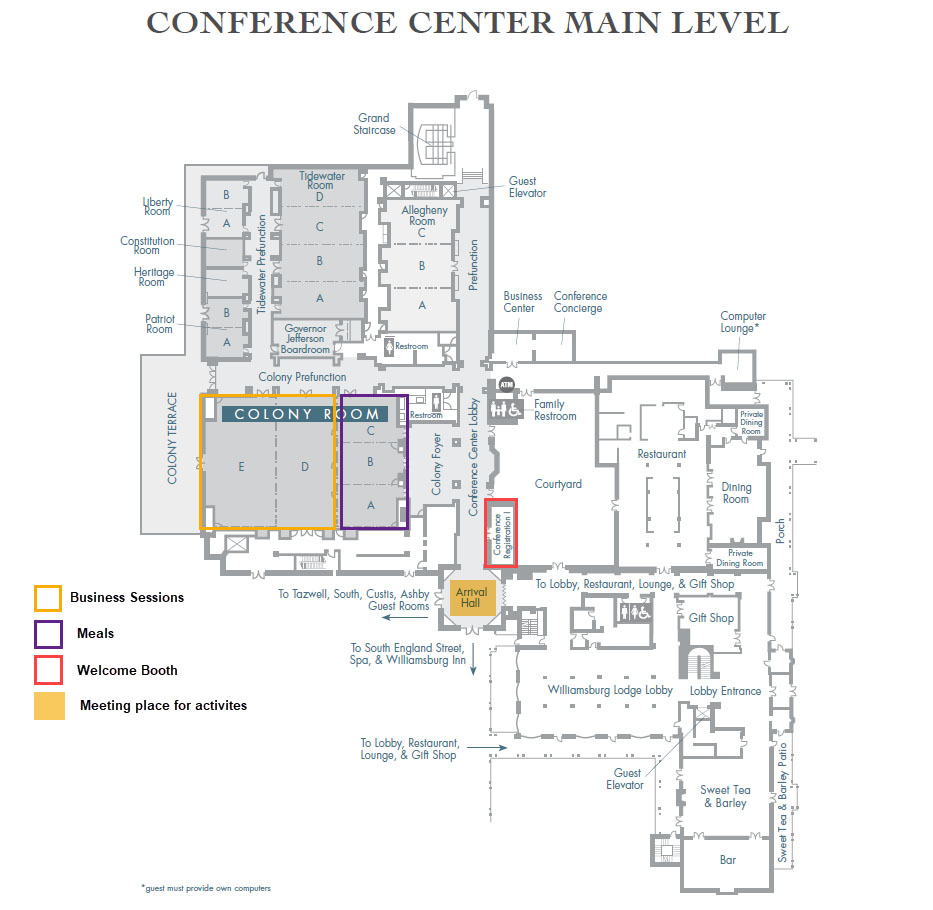 CONFERENCE CENTER MAIN LEVEL
Grand
Staircase
Guest
Elevator
Tidewater
Room
D
C
B
A
Liberty
Room
B
A
Constitution
Room
Heritage
Room
Patriot
Room
B
A
Tidewater Prefunction
Allegheny
Room
C
B
A
Prefunction
Governor
Jefferson
Boardroom
Restroom
Business
Center
Conference
Concierge
Computer
Lounge*
Colony Prefunction
ATM
Family
Restroom
Restroom
COLONY TERRACE
COLONY ROOM
E
D
C
B
A
Colony Foyer
Conference Center Lobby
Courtyard
Restaurant
Private
Dining
Room
Dining
Room
Private
Dining Room
Porch
Conference
Registration I
Arrival
Hall
To Tazwell, South, Custis, Ashby
Guest Rooms
To Lobby, Restaurant, Lounge, & Gift Shop
Gift Shop
To South England Street,
Spa, & Williamsburg Inn
Williamsburg Lodge Lobby
Lobby Entrance
To Lobby, Restaurant,
Lounge, & Gift Shop
Guest
Elevator
Sweet Tea
& Barley
Sweet Tea & Barley Patio
Bar
Business Sessions
Meals
Welcome Booth
Meeting place for activites
*guest must provide own computers